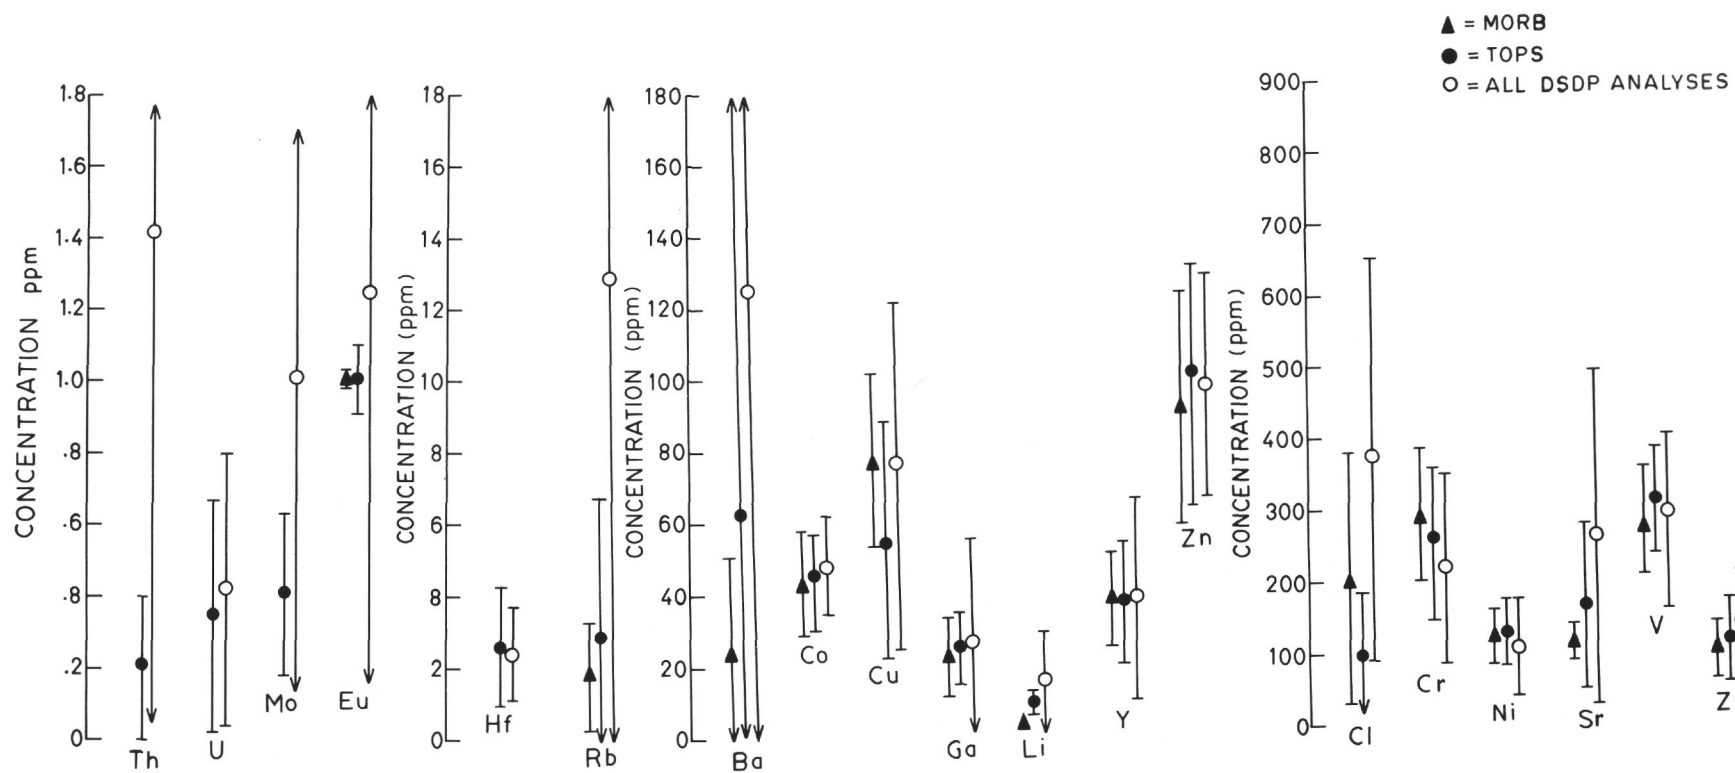 ▲ = MORB
● = TOPS
○ = ALL DSDP ANALYSES
CONCENTRATION ppm
1.8
1.6
1.4
1.2
1.0
.8
.6
.8
.2
0
Th
U
Mo
Eu
CONCENTRATION (ppm)
18
16
14
12
10
8
6
8
2
0
Hf
Rb
CONCENTRATION (ppm)
180
160
140
120
100
80
60
40
20
0
Ba
Co
Cu
Ga
Li
Y
Zn
CONCENTRATION (ppm)
900
800
700
600
500
400
300
200
100
0
Cl
Cr
Ni
Sr
V
Z